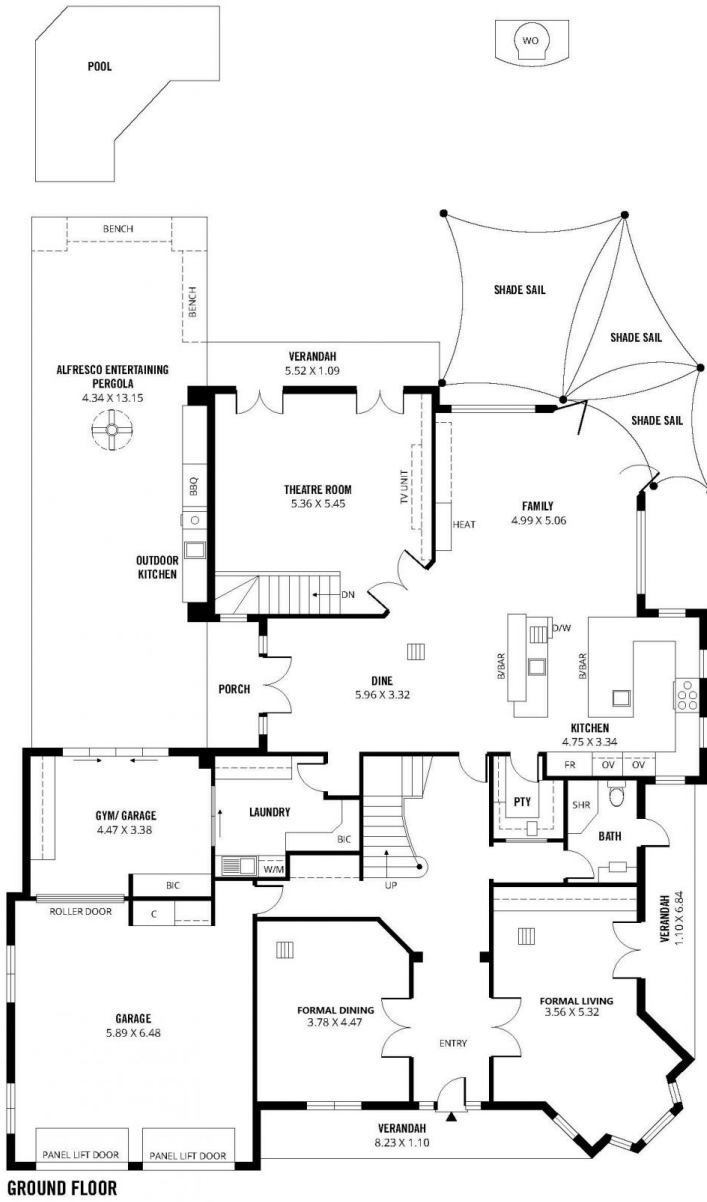 POOL
WO
BENCH
BENCH
SHADE SAIL
SHADE SAIL
SHADE SAIL
VERANDAH
5.52 X 1.09
ALFRESCO ENTERTAINING
PERGOLA
4.34 X 13.15
THEATRE ROOM
5.36 X 5.45
TV UNIT
BBQ
HEAT
FAMILY
4.99 X 5.06
OUTDOOR
KITCHEN
DN
D/W
B/BAR
B/BAR
PORCH
DINE
5.96 X 3.32
KITCHEN
4.75 X 3.34
FR
OV
OV
GYM/ GARAGE
4.47 X 3.38
LAUNDRY
PTY
SHR
BATH
BIC
W/M
UP
BIC
ROLLER DOOR
C
VERANDAH
1.10 X 6.84
GARAGE
5.89 X 6.48
FORMAL DINING
3.78 X 4.47
FORMAL LIVING
3.56 X 5.32
ENTRY
VERANDAH
8.23 X 1.10
PANEL LIFT DOOR
PANEL LIFT DOOR
GROUND FLOOR